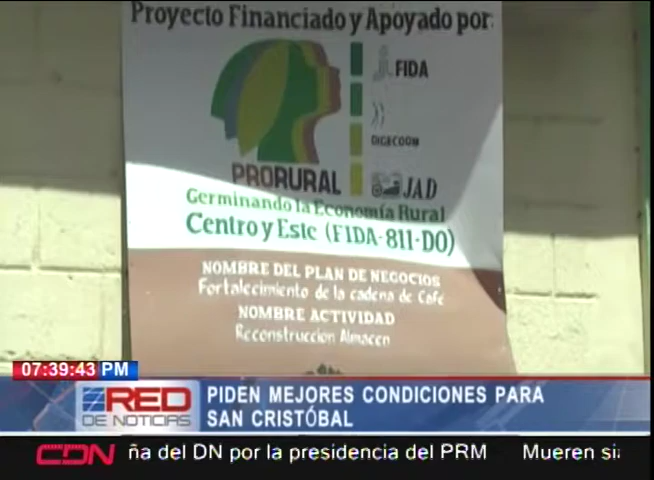 Proyecto Financiado y Apoyado por:
FIDA
DIGECOOM
JAD
PRORURAL
Germinando la Economía Rural
Centro y Este (FIDA-811-DO)
NOMBRE DEL PLAN DE NEGOCIOS
Fortalecimiento de la cadena de Café
NOMBRE ACTIVIDAD
Reconstruccion Almacen
07:39:43 PM
RED
DE NOTICIAS
PIDEN MEJORES CONDICIONES PARA
SAN CRISTÓBAL
CDN
ña del DN por la presidencia del PRM Mueren si